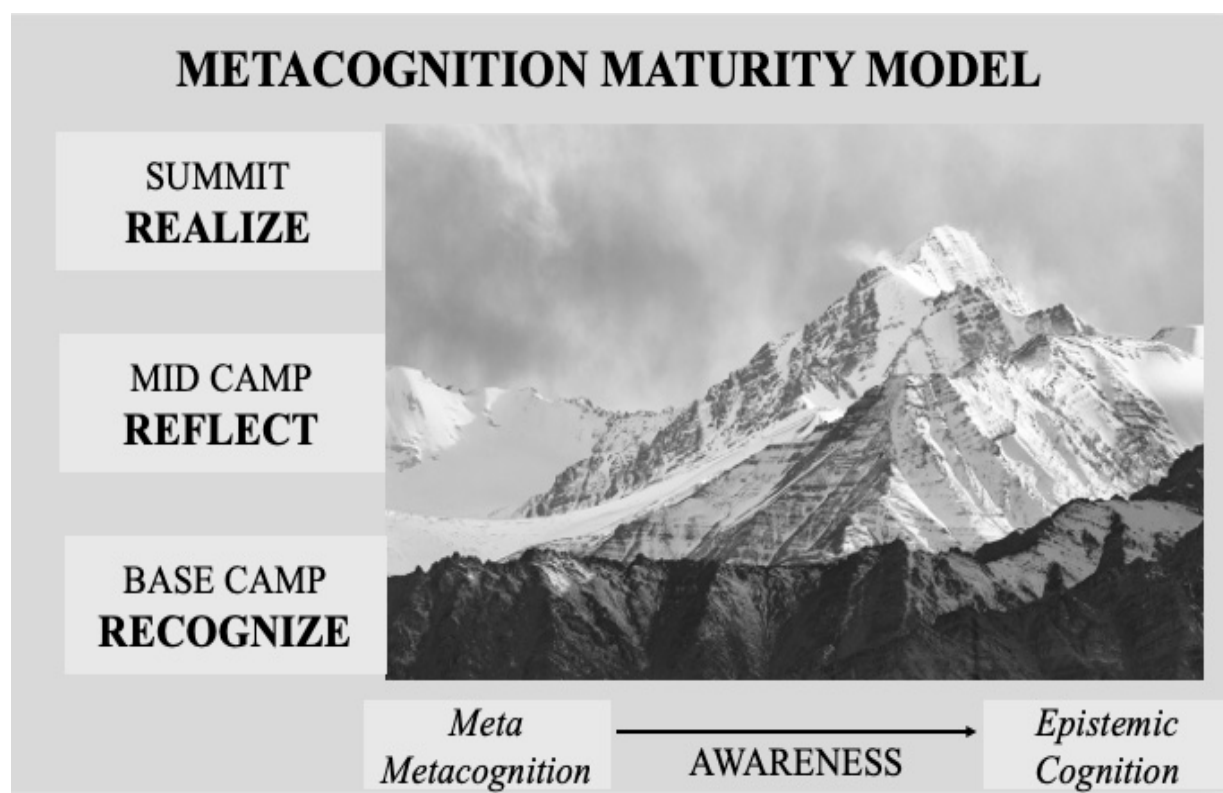 METACOGNITION MATURITY MODEL
SUMMIT
REALIZE
MID CAMP
REFLECT
BASE CAMP
RECOGNIZE
Meta
Metacognition
AWARENESS
Epistemic
Cognition